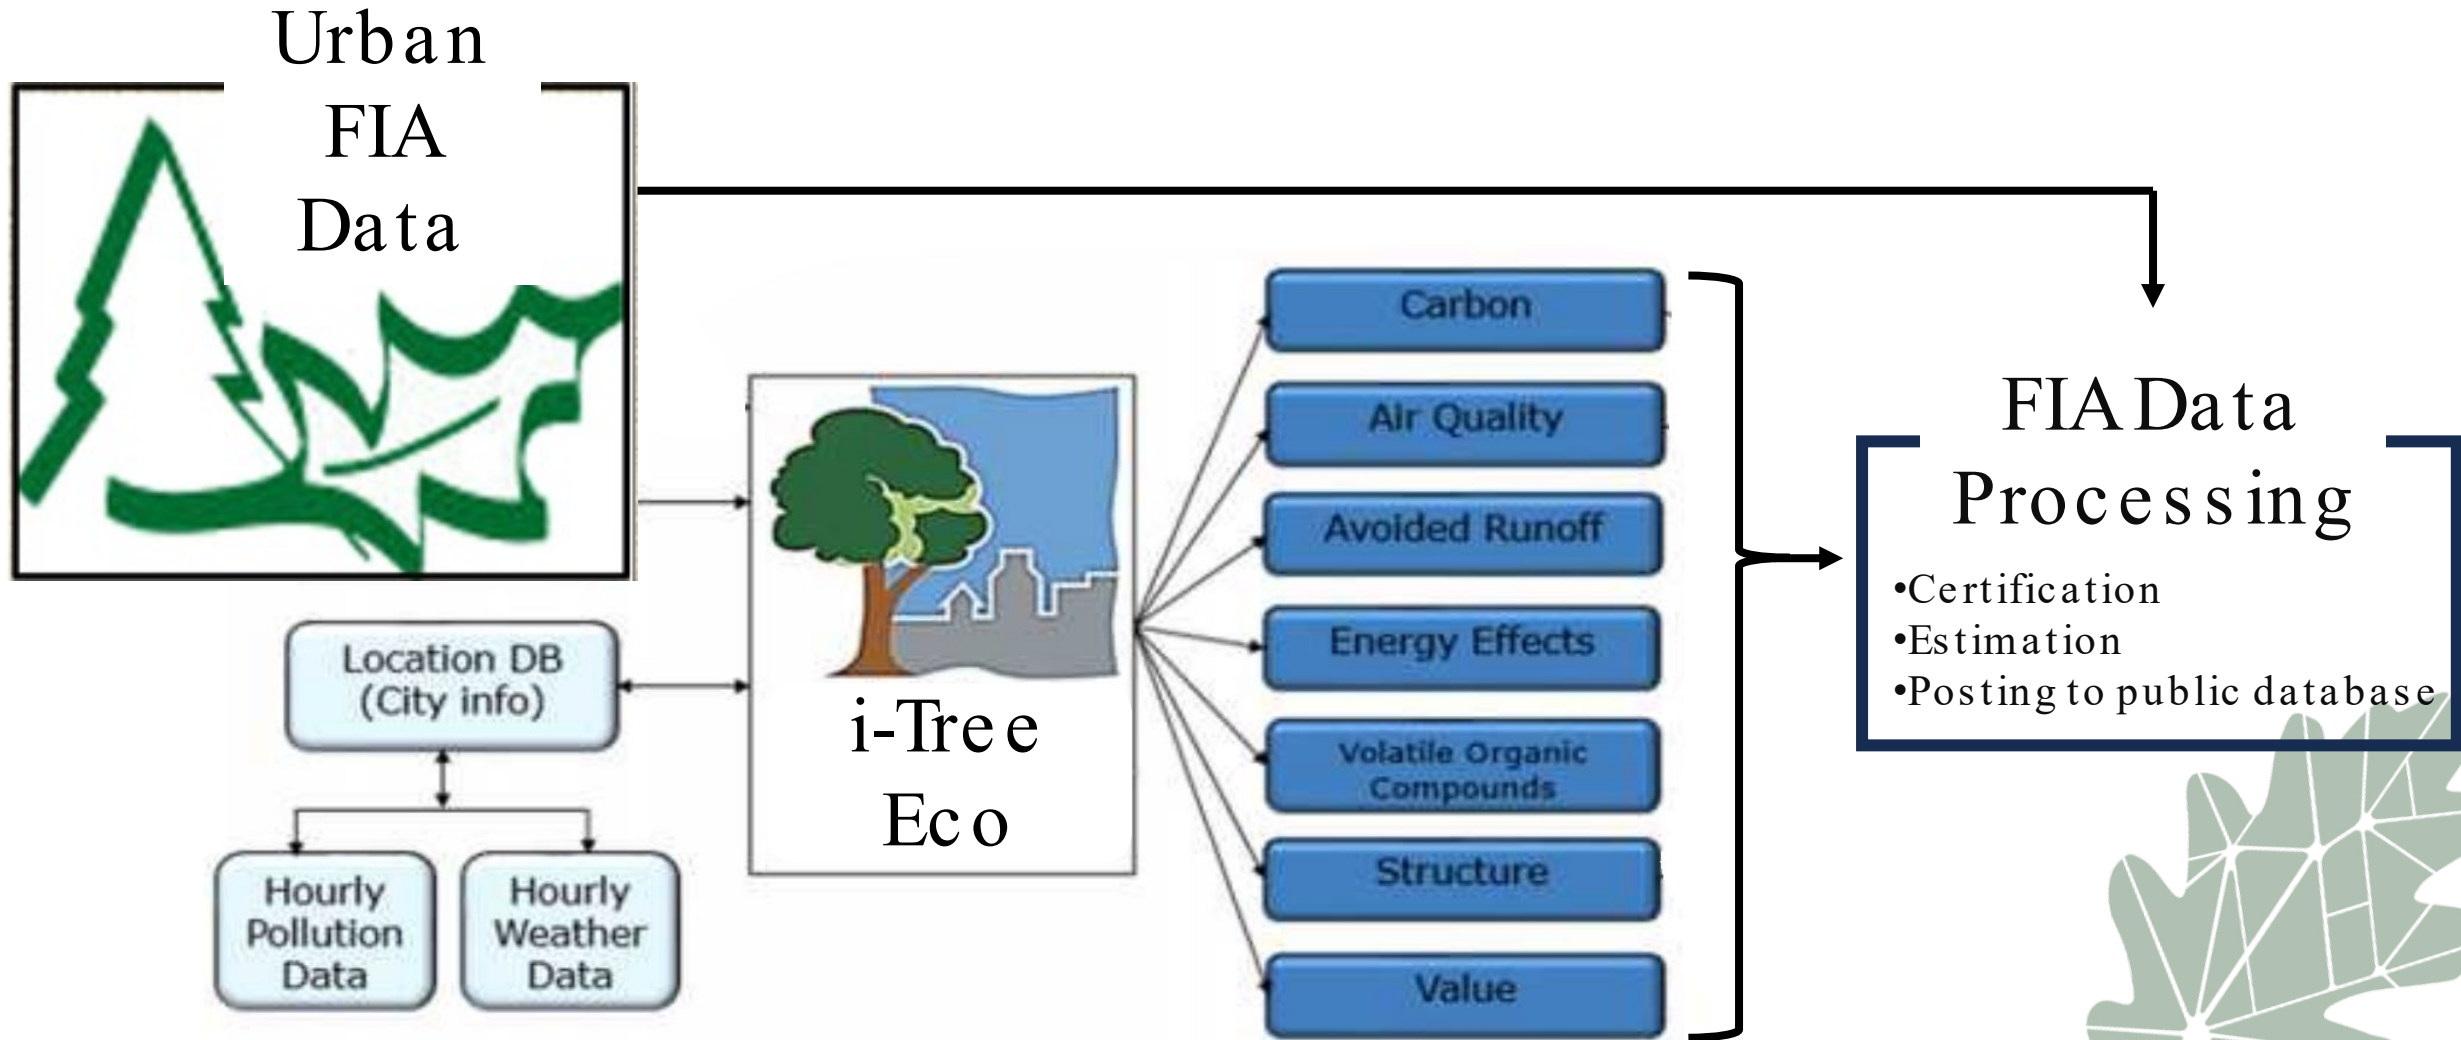 Urban
FIA
Data
Location DB
(City info)
Hourly
Pollution
Data
Hourly
Weather
Data
i-Tree
Eco
Carbon
Air Quality
Avoided Runoff
Energy Effects
Volatile Organic
Compounds
Structure
Value
FIA Data
Processing
•Certification
•Estimation
•Posting to public database